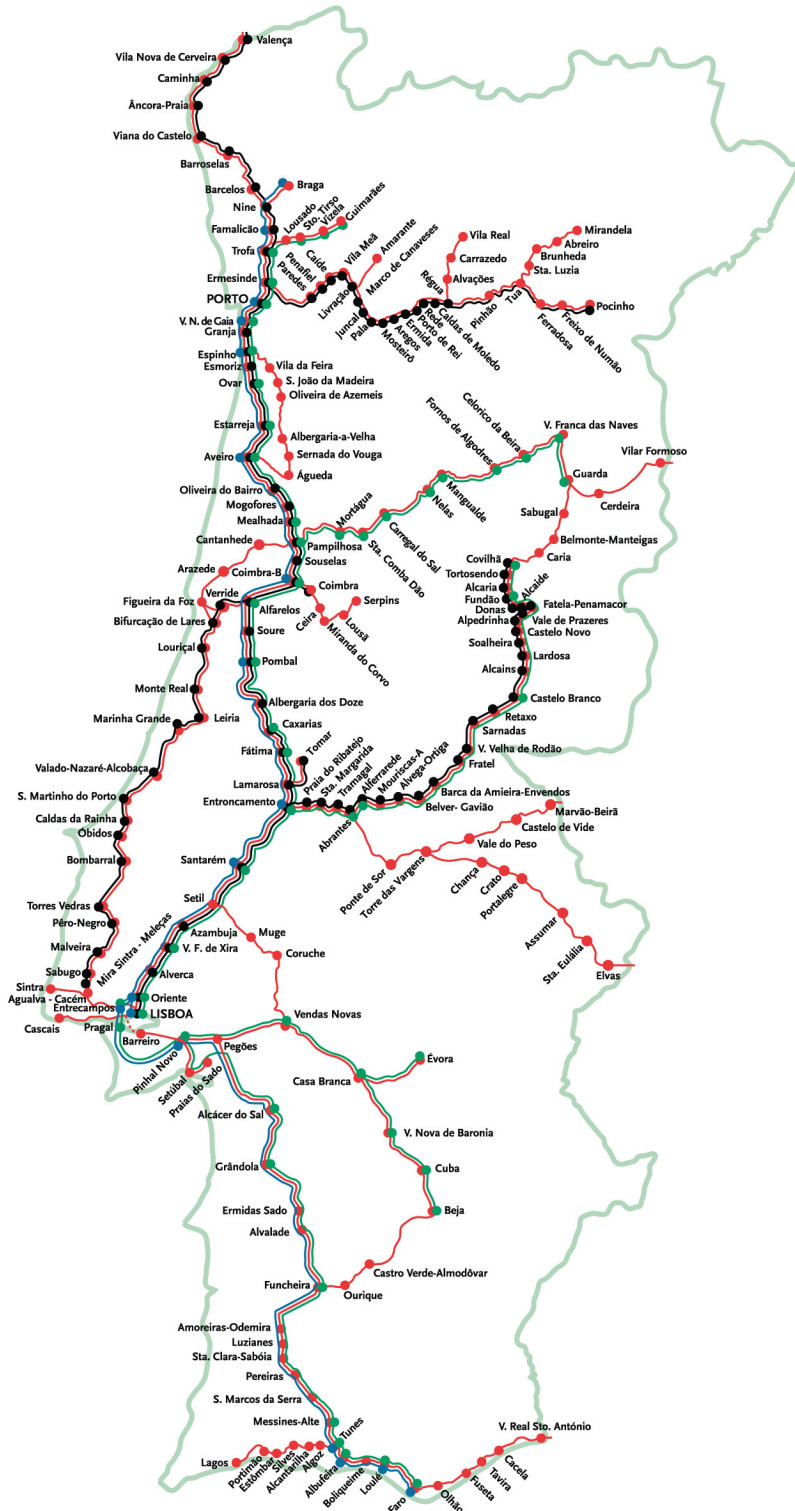 Valença
Vila Nova de Cerveira
Caminha
Âncora-Praia
Viana do Castelo
Barroselas
Barcelos
Braga
Nine
Famalicão
Lousado
Sto. Tirso
Vizela
Guimarães
Trofa
Ermesinde
Paredes
Penafiel
Caíde
Vila Meã
Livração
Amarante
Marco de Canaveses
Juncal
Pala
Mosteirô
Aregos
Ermida
Porto de Rei
Rede
Caldas de Moledo
Régua
Vila Real
Carrazedo
Alvações
Pinhão
Tua
Sta. Luzia
Brunheda
Abreiro
Mirandela
Ferradosa
Freixo de Numão
Pocinho
PORTO
V. N. de Gaia
Granja
Espinho
Esmoriz
Ovar
Vila da Feira
S. João da Madeira
Oliveira de Azemeis
Estarreja
Albergaria-a-Velha
Sernada do Vouga
Aveiro
Águeda
Oliveira do Bairro
Mogofores
Mealhada
Cantanhede
Pampilhosa
Mortágua
Sta. Comba Dão
Carregal do Sal
Nelas
Mangualde
Fornos de Algodres
Celorico da Beira
V. Franca das Naves
Vilar Formoso
Guarda
Cerdeira
Sabugal
Belmonte-Manteigas
Caria
Covilhã
Tortosendo
Alcaria
Fundão
Alcaide
Donas
Fatela-Penamacor
Alpedrinha
Vale de Prazeres
Castelo Novo
Soalheira
Lardosa
Alcains
Castelo Branco
Retaxo
Sarnadas
V. Velha de Rodão
Fratel
Barca da Amieira-Envendos
Belver- Gavião
Alvega-Ortiga
Mouriscas-A
Alferrarede
Abrantes
Tramagal
Sta. Margarida
Praia do Ribatejo
Souselas
Arazede
Coimbra-B
Coimbra
Figueira da Foz
Verride
Alfarelos
Ceira
Serpins
Lousã
Miranda do Corvo
Bifurcação de Lares
Soure
Louriçal
Pombal
Monte Real
Albergaria dos Doze
Leiria
Marinha Grande
Caxarias
Fátima
Tomar
Valado-Nazaré-Alcobaça
Lamarosa
S. Martinho do Porto
Entroncamento
Caldas da Rainha
Óbidos
Bombarral
Santarém
Marvão-Beirã
Castelo de Vide
Vale do Peso
Ponte de Sor
Torre das Vargens
Chança
Crato
Portalegre
Assumar
Sta. Eulália
Elvas
Setil
Torres Vedras
Pêro-Negro
Mira Sintra - Meleças
Azambuja
Muge
Malveira
V. F. de Xira
Coruche
Sabugo
Alverca
Sintra
Agualva - Cacém
Oriente
Entrecampos
LISBOA
Vendas Novas
Cascais
Pragal
Barreiro
Pegões
Pinhal Novo
Évora
Setúbal
Praias do Sado
Casa Branca
Alcácer do Sal
V. Nova de Baronia
Grândola
Cuba
Ermidas Sado
Beja
Alvalade
Castro Verde-Almodôvar
Funcheira
Ourique
Amoreiras-Odemira
Luzianes
Sta. Clara-Sabóia
Pereiras
S. Marcos da Serra
Messines-Alte
Tunes
Lagos
Portimão
Estômbar
Silves
Alcantarilha
Algoz
Albufeira
Boliqueime
Loulé
Faro
Olhão
Fuseta
Tavira
Cacela
V. Real Sto. António